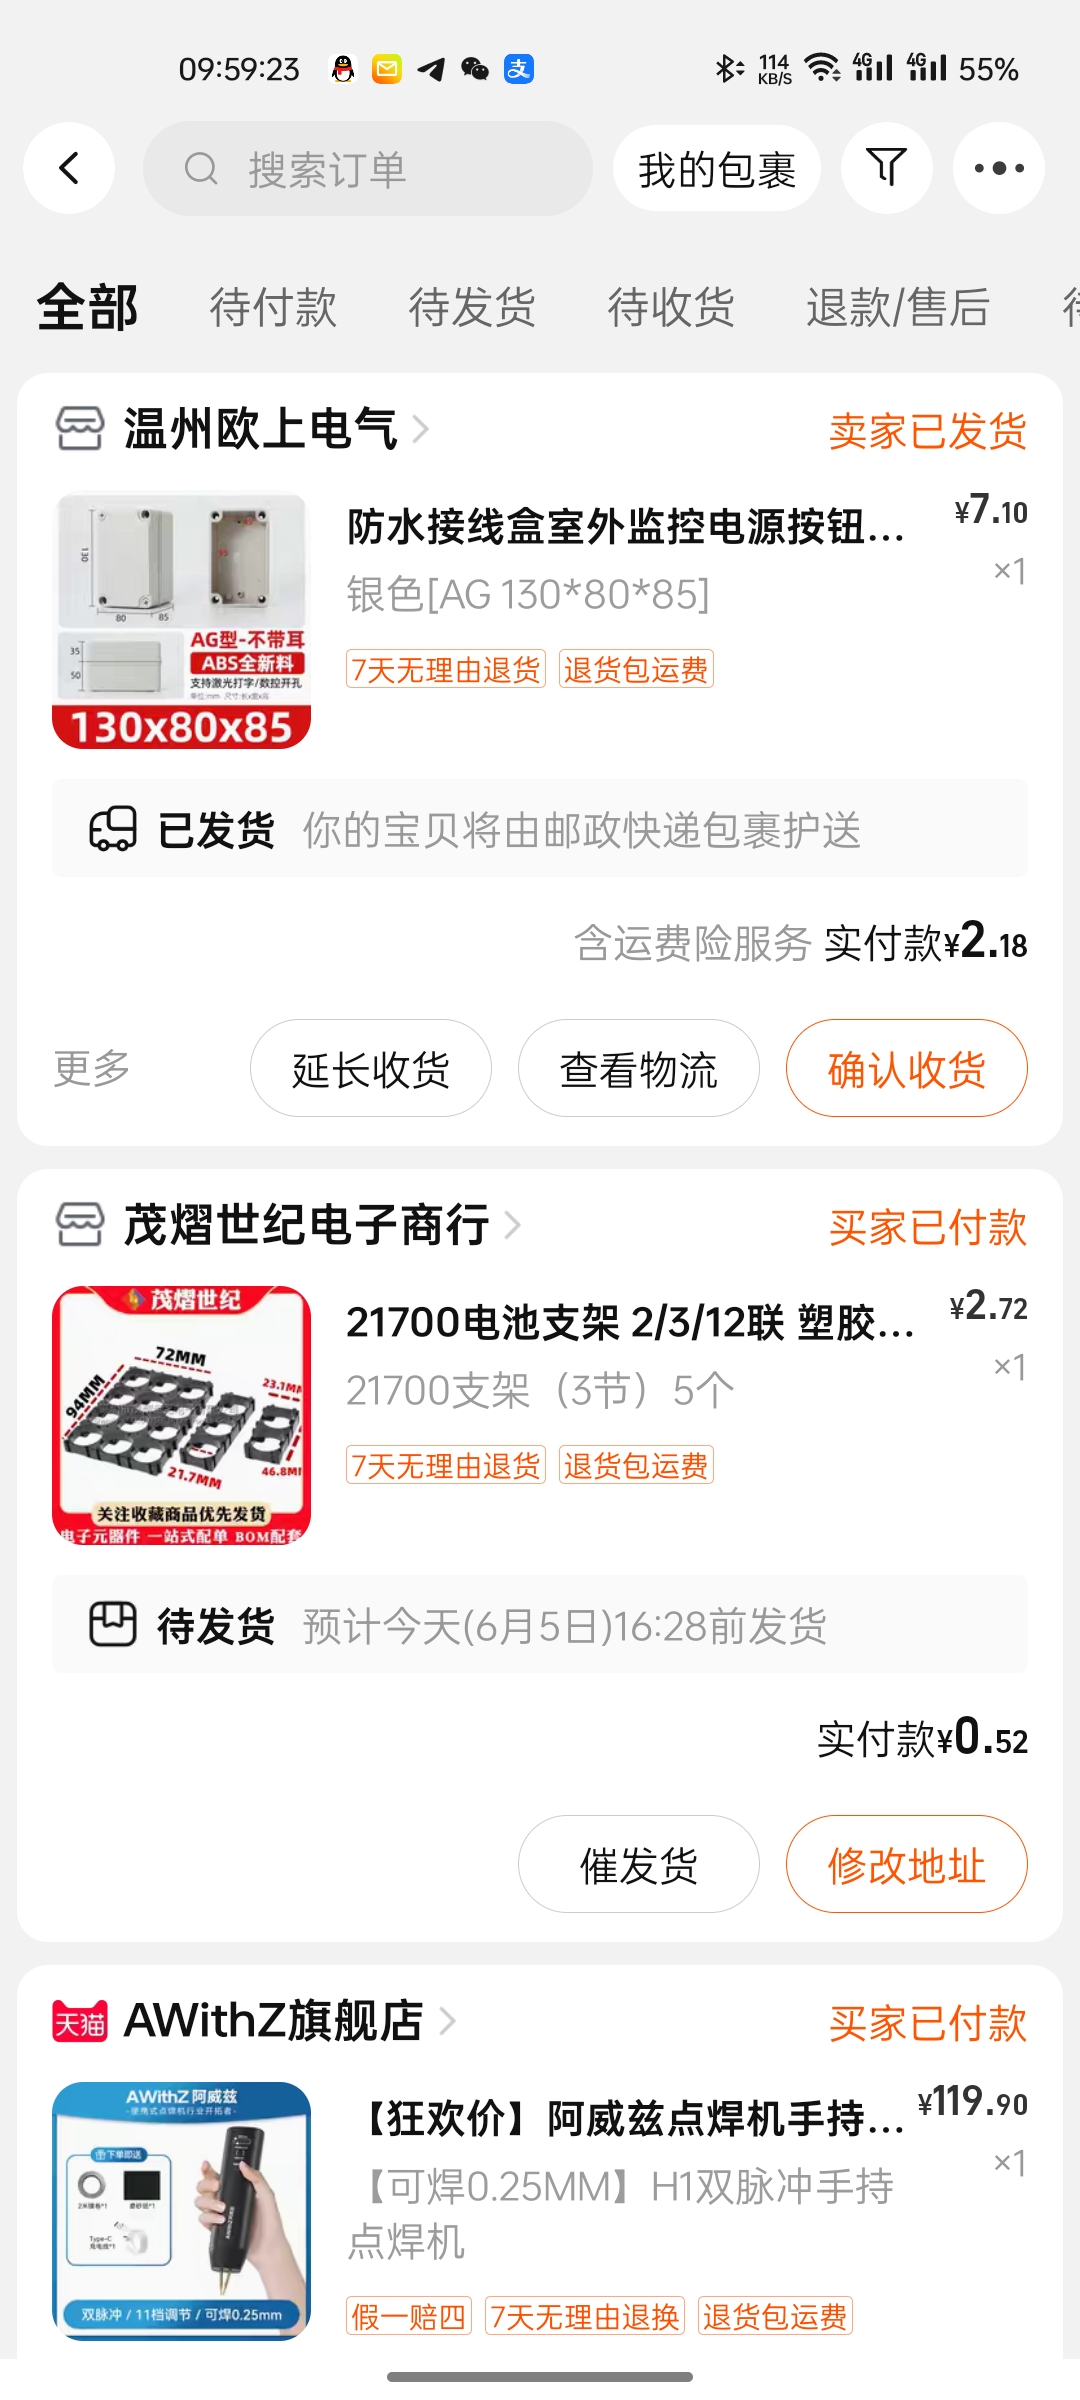 09:59:23
114 KB/S
4G 4G 55%
搜索订单
我的包裹
全部 待付款 待发货 待收货 退款/售后
温州欧上电气
卖家已发货
130
80 85
95
35
50
AG型-不带耳
ABS全新料
支持激光打字/数控开孔
130x80x85
防水接线盒室外监控电源按钮...
¥7.10
银色[AG 130*80*85]
×1
7天无理由退货 退货包运费
已发货 你的宝贝将由邮政快递包裹护送
含运费险服务 实付款¥2.18
更多 延长收货 查看物流 确认收货
茂熠世纪电子商行
买家已付款
茂熠世纪
72MM
94MM
23.1MM
21.7MM
46.8MM
关注收藏商品优先发货
电子元器件 一站式配单 BOM配套
21700电池支架 2/3/12联 塑胶...
¥2.72
21700支架（3节）5个
×1
7天无理由退货 退货包运费
待发货 预计今天(6月5日)16:28前发货
实付款¥0.52
催发货 修改地址
天猫 AWithZ旗舰店
买家已付款
AWithZ 阿威兹
便携式点焊机行业开拓者
下单即送
Type-C
双脉冲 / 11档调节 / 可焊0.25mm
【狂欢价】阿威兹点焊机手持...
¥119.90
【可焊0.25MM】H1双脉冲手持
点焊机
×1
假一赔四 7天无理由退换 退货包运费